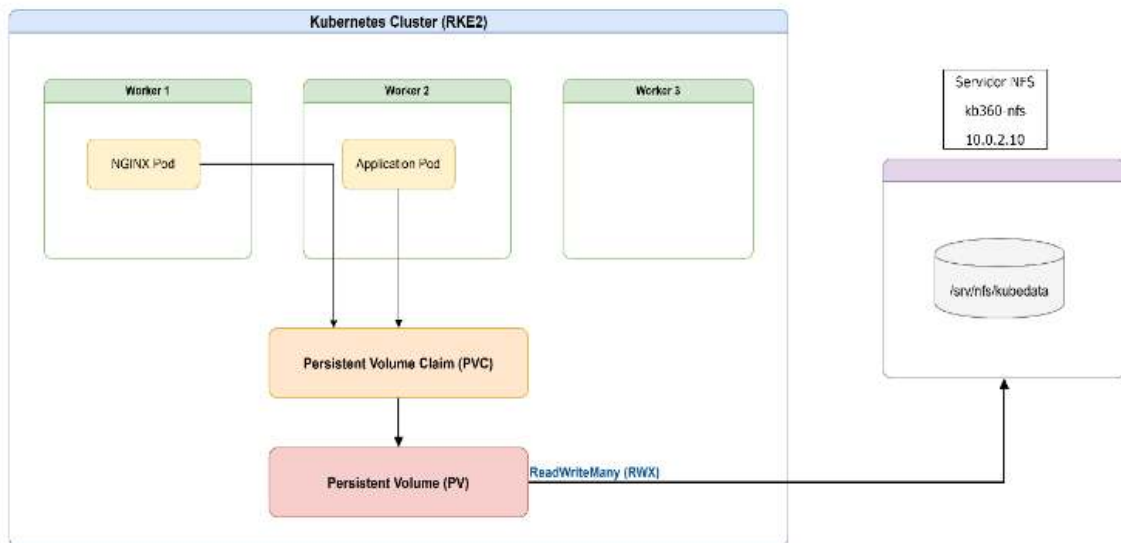 Kubernetes Cluster (RKE2)
Worker 1
Worker 2
Worker 3
NGINX Pod
Application Pod
Servidor NFS
kb360-nfs
10.0.2.10
/srv/nfs/kubedata
Persistent Volume Claim (PVC)
Persistent Volume (PV)
ReadWriteMany (RWX)